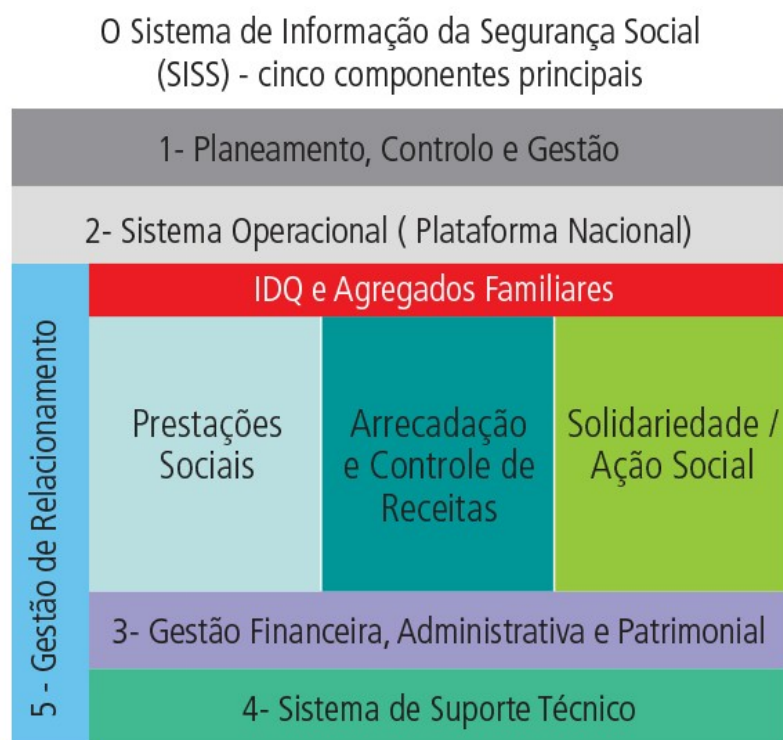 O Sistema de Informação da Segurança Social
(SISS) - cinco componentes principais
1- Planeamento, Controlo e Gestão
2- Sistema Operacional ( Plataforma Nacional)
5 - Gestão de Relacionamento
IDQ e Agregados Familiares
Prestações
Sociais
Arrecadação
e Controle de
Receitas
Solidariedade /
Ação Social
3- Gestão Financeira, Administrativa e Patrimonial
4- Sistema de Suporte Técnico